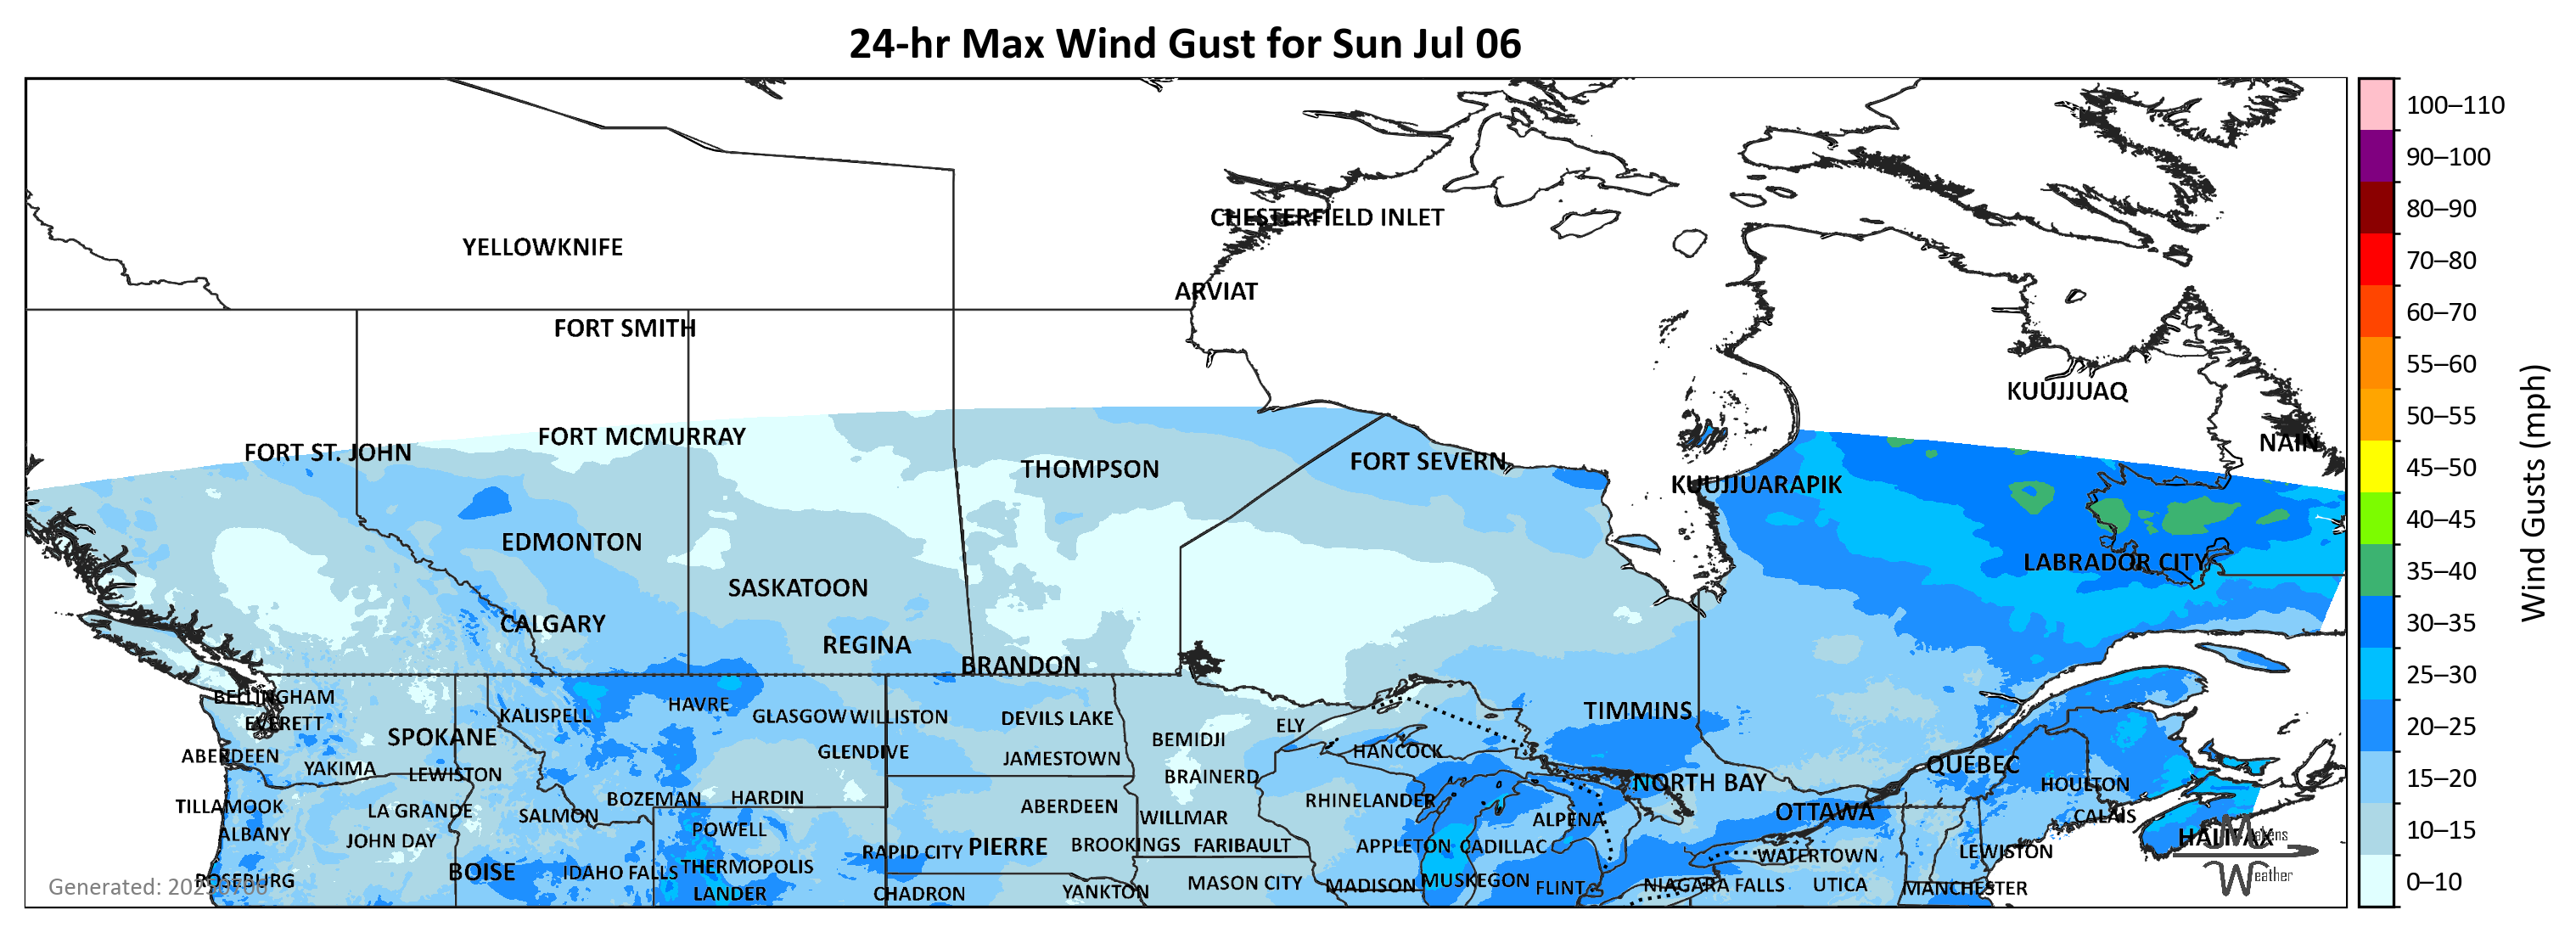 24-hr Max Wind Gust for Sun Jul 06
100–110
90–100
80–90
70–80
60–70
55–60
50–55
45–50
40–45
35–40
30–35
25–30
20–25
15–20
10–15
0–10
Wind Gusts (mph)
CHESTERFIELD INLET
YELLOWKNIFE
ARVIAT
FORT SMITH
KUUJJUAQ
FORT MCMURRAY
NAIN
FORT ST. JOHN
FORT SEVERN
THOMPSON
KUUJJUARAPIK
EDMONTON
LABRADOR CITY
SASKATOON
CALGARY
REGINA
BRANDON
BELLINGHAM
HAVRE
TIMMINS
KALISPELL
GLASGOW
WILLISTON
DEVILS LAKE
EVERETT
ELY
SPOKANE
BEMIDJI
GLENDIVE
HANCOCK
ABERDEEN
JAMESTOWN
QUÉBEC
YAKIMA
LEWISTON
BRAINERD
NORTH BAY
HOULTON
BOZEMAN
HARDIN
RHINELANDER
TILLAMOOK
ABERDEEN
LA GRANDE
OTTAWA
SALMON
WILLMAR
CALAIS
ALPENA
POWELL
ALBANY
HALIFAX
JOHN DAY
PIERRE
BROOKINGS
FARIBAULT
APPLETON
CADILLAC
RAPID CITY
LEWISTON
WATERTOWN
THERMOPOLIS
BOISE
IDAHO FALLS
ROSEBURG
MUSKEGON
MASON CITY
MADISON
NIAGARA FALLS
UTICA
FLINT
MANCHESTER
YANKTON
LANDER
CHADRON
Weather
Generated: